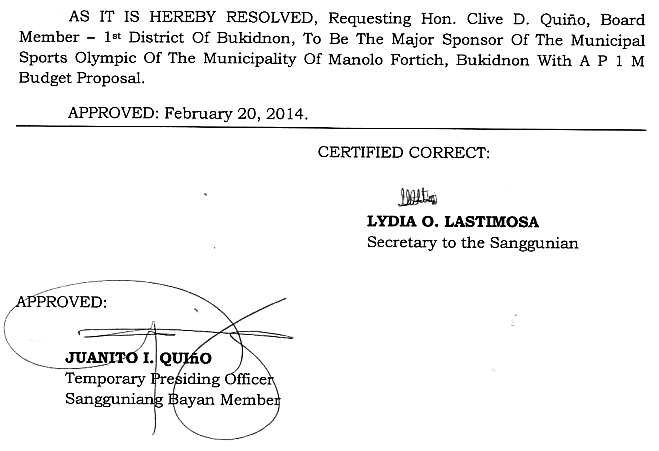 AS IT IS HEREBY RESOLVED, Requesting Hon. Clive D. Quiño, Board
Member – 1st District Of Bukidnon, To Be The Major Sponsor Of The Municipal
Sports Olympic Of The Municipality Of Manolo Fortich, Bukidnon With A P 1 M
Budget Proposal.
APPROVED: February 20, 2014.
CERTIFIED CORRECT:
LYDIA O. LASTIMOSA
Secretary to the Sanggunian
APPROVED:
JUANITO I. QUIñO
Temporary Presiding Officer
Sangguniang Bayan Member